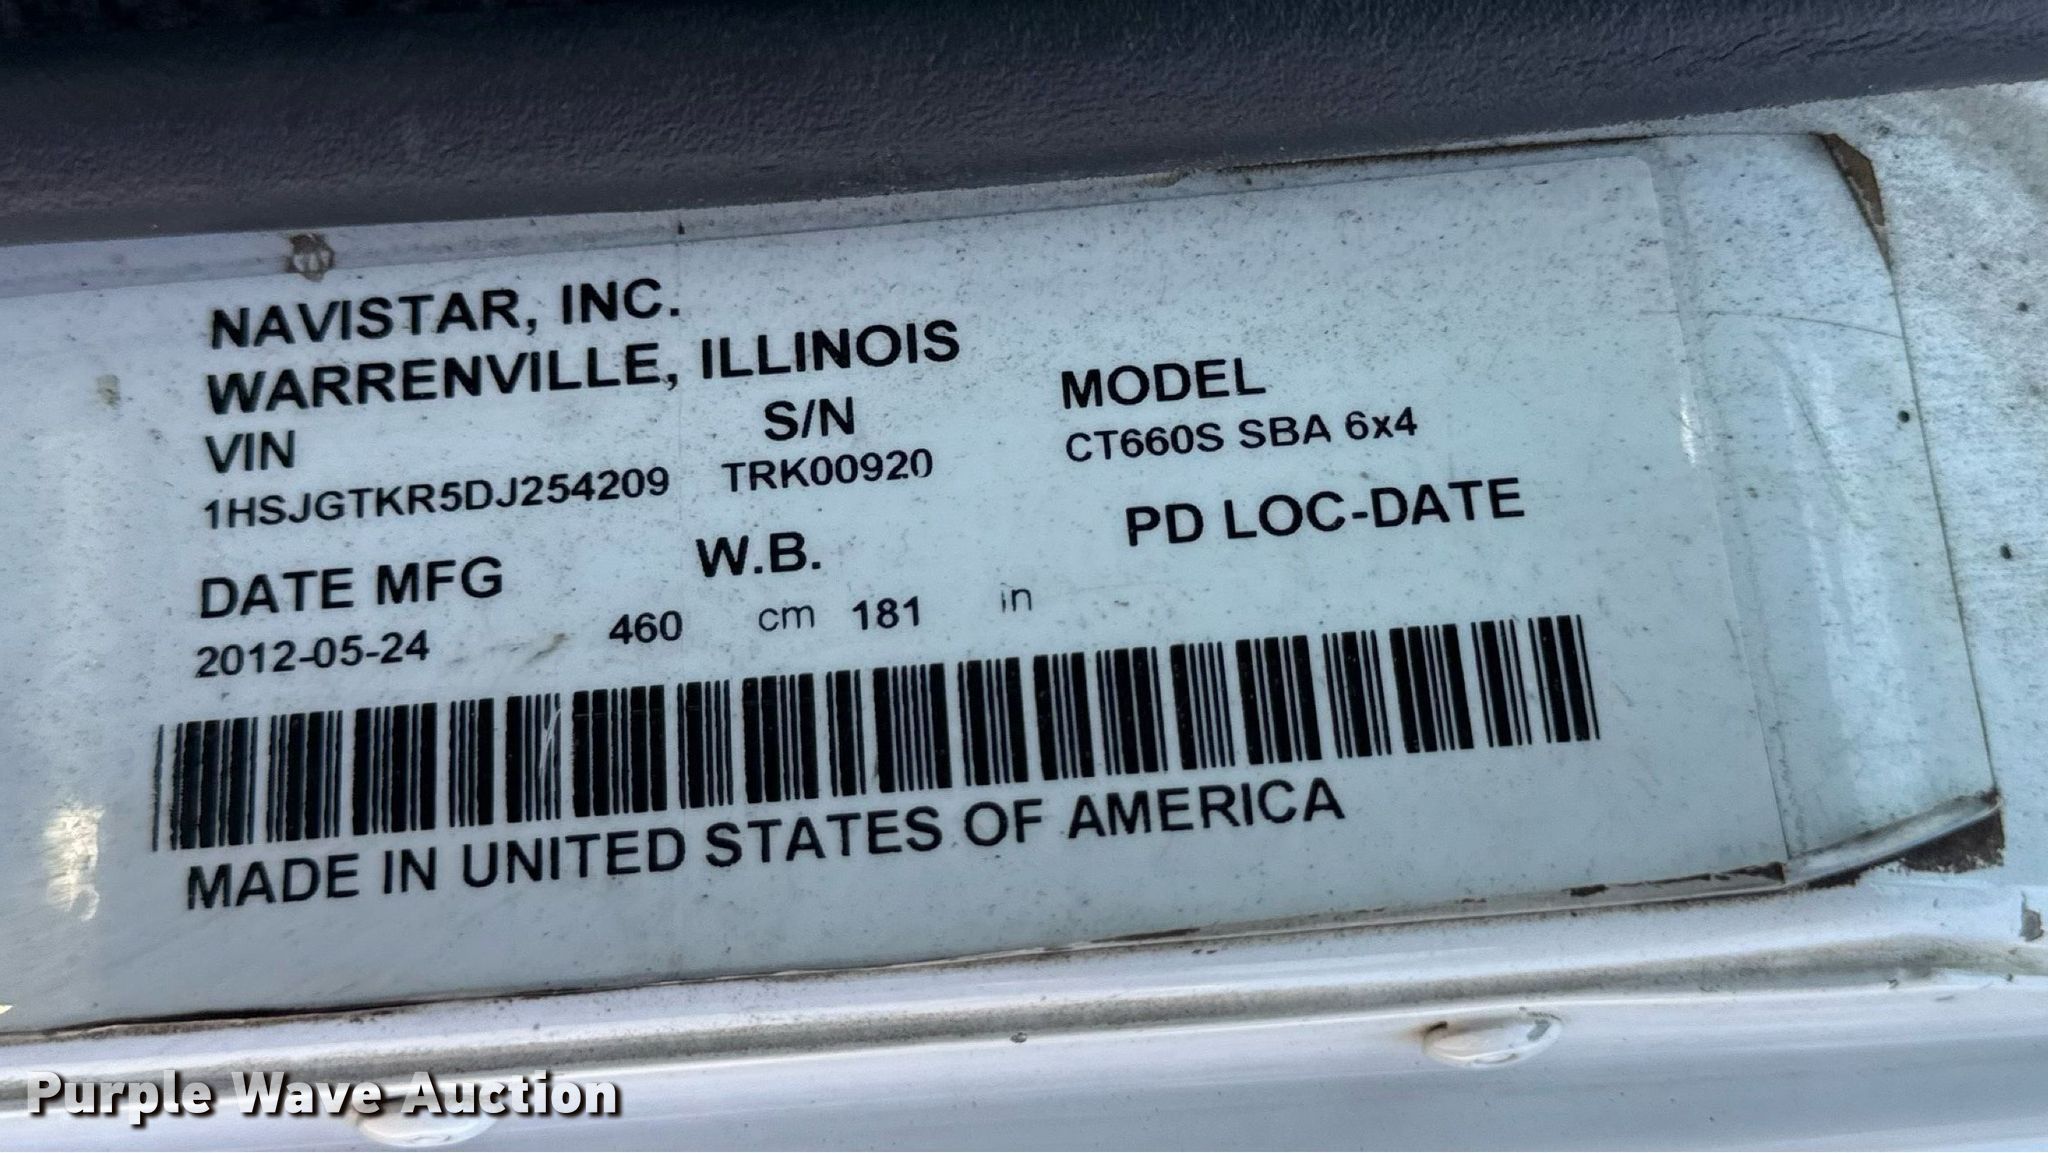 NAVISTAR, INC.
WARRENVILLE, ILLINOIS
VIN S/N MODEL
1HSJGTKR5DJ254209 TRK00920 CT660S SBA 6x4
DATE MFG W.B. PD LOC-DATE
2012-05-24 460 cm 181 in
MADE IN UNITED STATES OF AMERICA
Purple Wave Auction